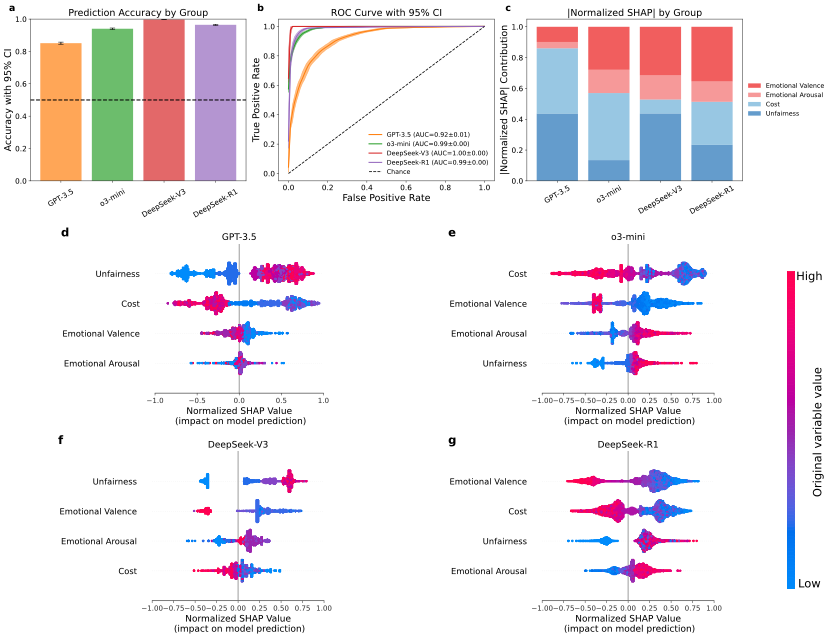 a
Prediction Accuracy by Group
Accuracy with 95% CI
1.0
0.8
0.6
0.4
0.2
0.0
GPT-3.5
o3-mini
DeepSeek-V3
DeepSeek-R1
b
ROC Curve with 95% CI
True Positive Rate
1.0
0.8
0.6
0.4
0.2
0.0
GPT-3.5 (AUC=0.92±0.01)
o3-mini (AUC=0.99±0.00)
DeepSeek-V3 (AUC=1.00±0.00)
DeepSeek-R1 (AUC=0.99±0.00)
Chance
0.0 0.2 0.4 0.6 0.8 1.0
False Positive Rate
c
|Normalized SHAP| by Group
|Normalized SHAP| Contribution
1.0
0.8
0.6
0.4
0.2
0.0
GPT-3.5
o3-mini
DeepSeek-V3
DeepSeek-R1
Emotional Valence
Emotional Arousal
Cost
Unfairness
d
GPT-3.5
Unfairness
Cost
Emotional Valence
Emotional Arousal
−1.0 −0.5 0.0 0.5 1.0
Normalized SHAP Value
(impact on model prediction)
e
o3-mini
Cost
Emotional Valence
Emotional Arousal
Unfairness
−1.00 −0.75 −0.50 −0.25 0.00 0.25 0.50 0.75 1.00
Normalized SHAP Value
(impact on model prediction)
f
DeepSeek-V3
Unfairness
Emotional Valence
Emotional Arousal
Cost
−1.00 −0.75 −0.50 −0.25 0.00 0.25 0.50 0.75 1.00
Normalized SHAP Value
(impact on model prediction)
g
DeepSeek-R1
Emotional Valence
Cost
Unfairness
Emotional Arousal
−1.00 −0.75 −0.50 −0.25 0.00 0.25 0.50 0.75 1.00
Normalized SHAP Value
(impact on model prediction)
High
Original variable value
Low